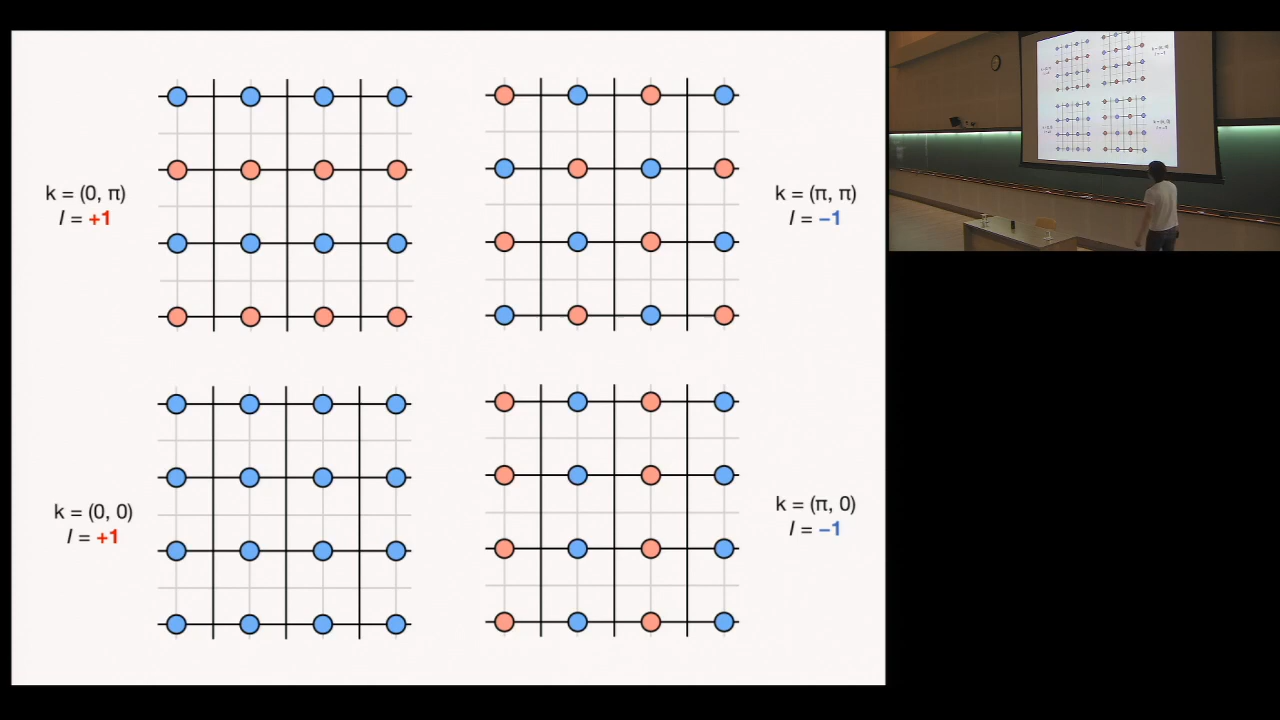 k = (0, π)
I = +1
k = (π, π)
I = −1
k = (0, 0)
I = +1
k = (π, 0)
I = −1